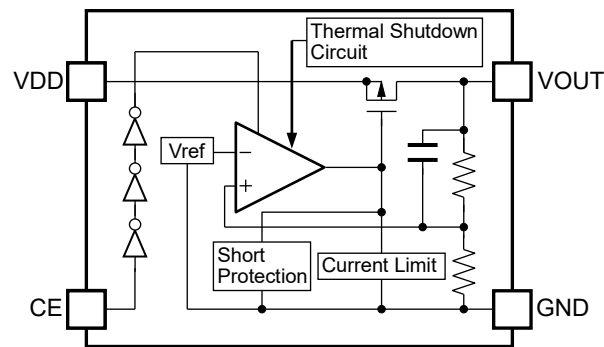 Thermal Shutdown
Circuit
VDD
VOUT
Vref
−
+
Short
Protection
Current Limit
CE
GND